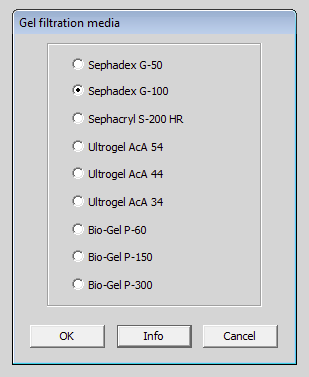 Gel filtration media
Sephadex G-50
Sephadex G-100
Sephacryl S-200 HR
Ultrogel AcA 54
Ultrogel AcA 44
Ultrogel AcA 34
Bio-Gel P-60
Bio-Gel P-150
Bio-Gel P-300
OK Info Cancel